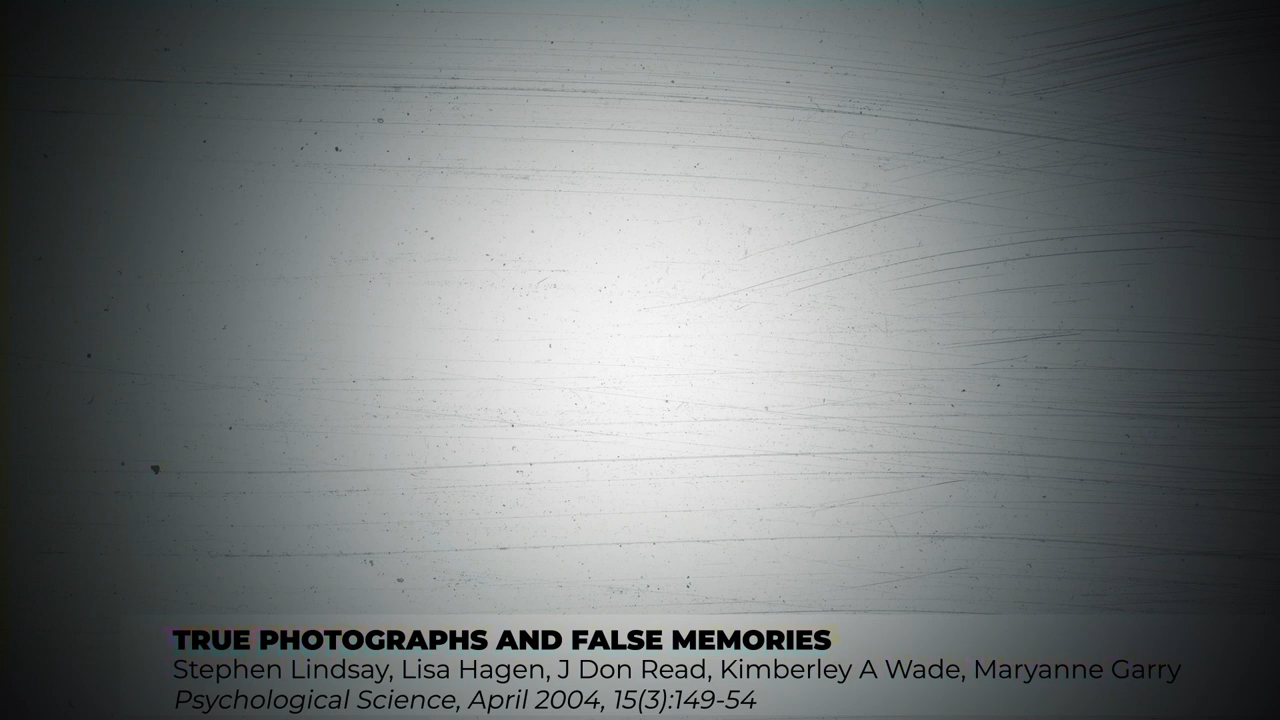 TRUE PHOTOGRAPHS AND FALSE MEMORIES
Stephen Lindsay, Lisa Hagen, J Don Read, Kimberley A Wade, Maryanne Garry
Psychological Science, April 2004, 15(3):149-54